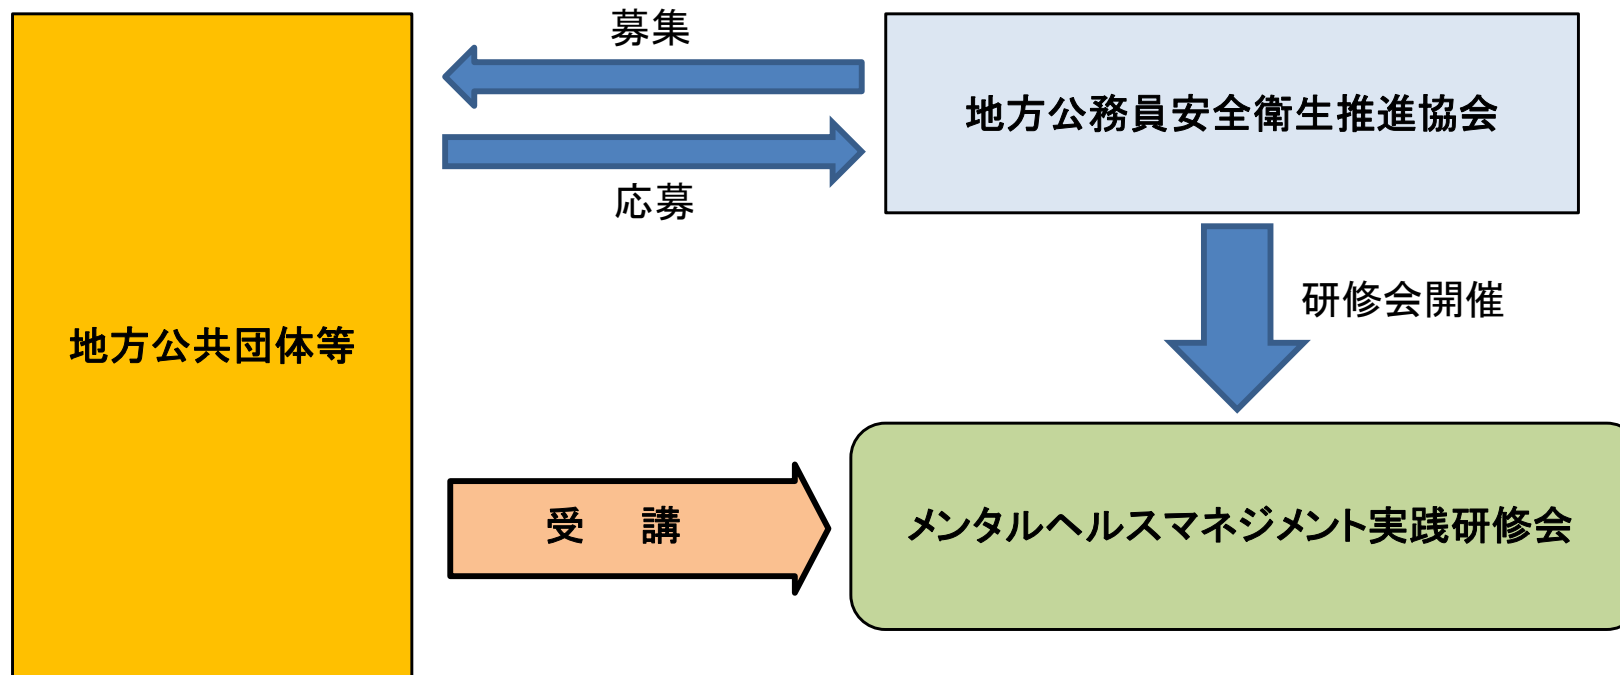 募集
地方公務員安全衛生推進協会
応募
研修会開催
地方公共団体等
受　講
メンタルヘルスマネジメント実践研修会